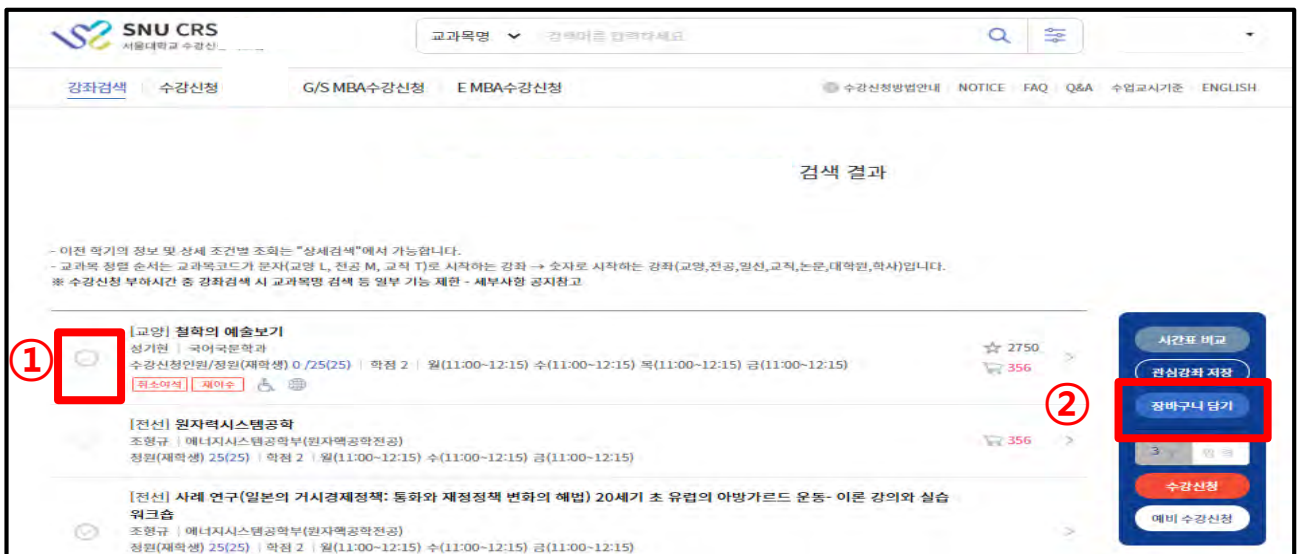 SNU CRS
서울대학교 수강신
교과목명
검색어를 입력하세요
강좌검색 수강신청 G/S MBA수강신청 E MBA수강신청 수강신청방법안내 NOTICE FAQ Q&A 수업교시기준 ENGLISH
검색 결과
- 이전 학기의 정보 및 상세 조건별 조회는 "상세검색"에서 가능합니다.
- 교과목 정렬 순서는 교과목코드가 문자(교양 L, 전공 M, 교직 T)로 시작하는 강좌 → 숫자로 시작하는 강좌(교양,전공,일선,교직,논문,대학원,학사)입니다.
※ 수강신청 부하시간 중 강좌검색 시 교과목명 검색 등 일부 기능 제한 - 세부사항 공지참고
①
[교양] 철학의 예술보기
성기현 | 국어국문학과
수강신청인원/정원(재학생) 0 /25(25) | 학점 2 | 월(11:00~12:15) 수(11:00~12:15) 목(11:00~12:15) 금(11:00~12:15)
취소여석 재이수
2750
356
[전선] 원자력시스템공학
조형규 | 에너지시스템공학부(원자핵공학전공)
정원(재학생) 25(25) | 학점 2 | 월(11:00~12:15) 수(11:00~12:15) 금(11:00~12:15)
356
[전선] 사례 연구(일본의 거시경제정책: 통화와 재정정책 변화의 해법) 20세기 초 유럽의 아방가르드 운동- 이론 강의와 실습
워크숍
조형규 | 에너지시스템공학부(원자핵공학전공)
정원(재학생) 25(25) | 학점 2 | 월(11:00~12:15) 수(11:00~12:15) 금(11:00~12:15)
시간표 비교
관심강좌 저장
②
장바구니 담기
3
수강신청
예비 수강신청